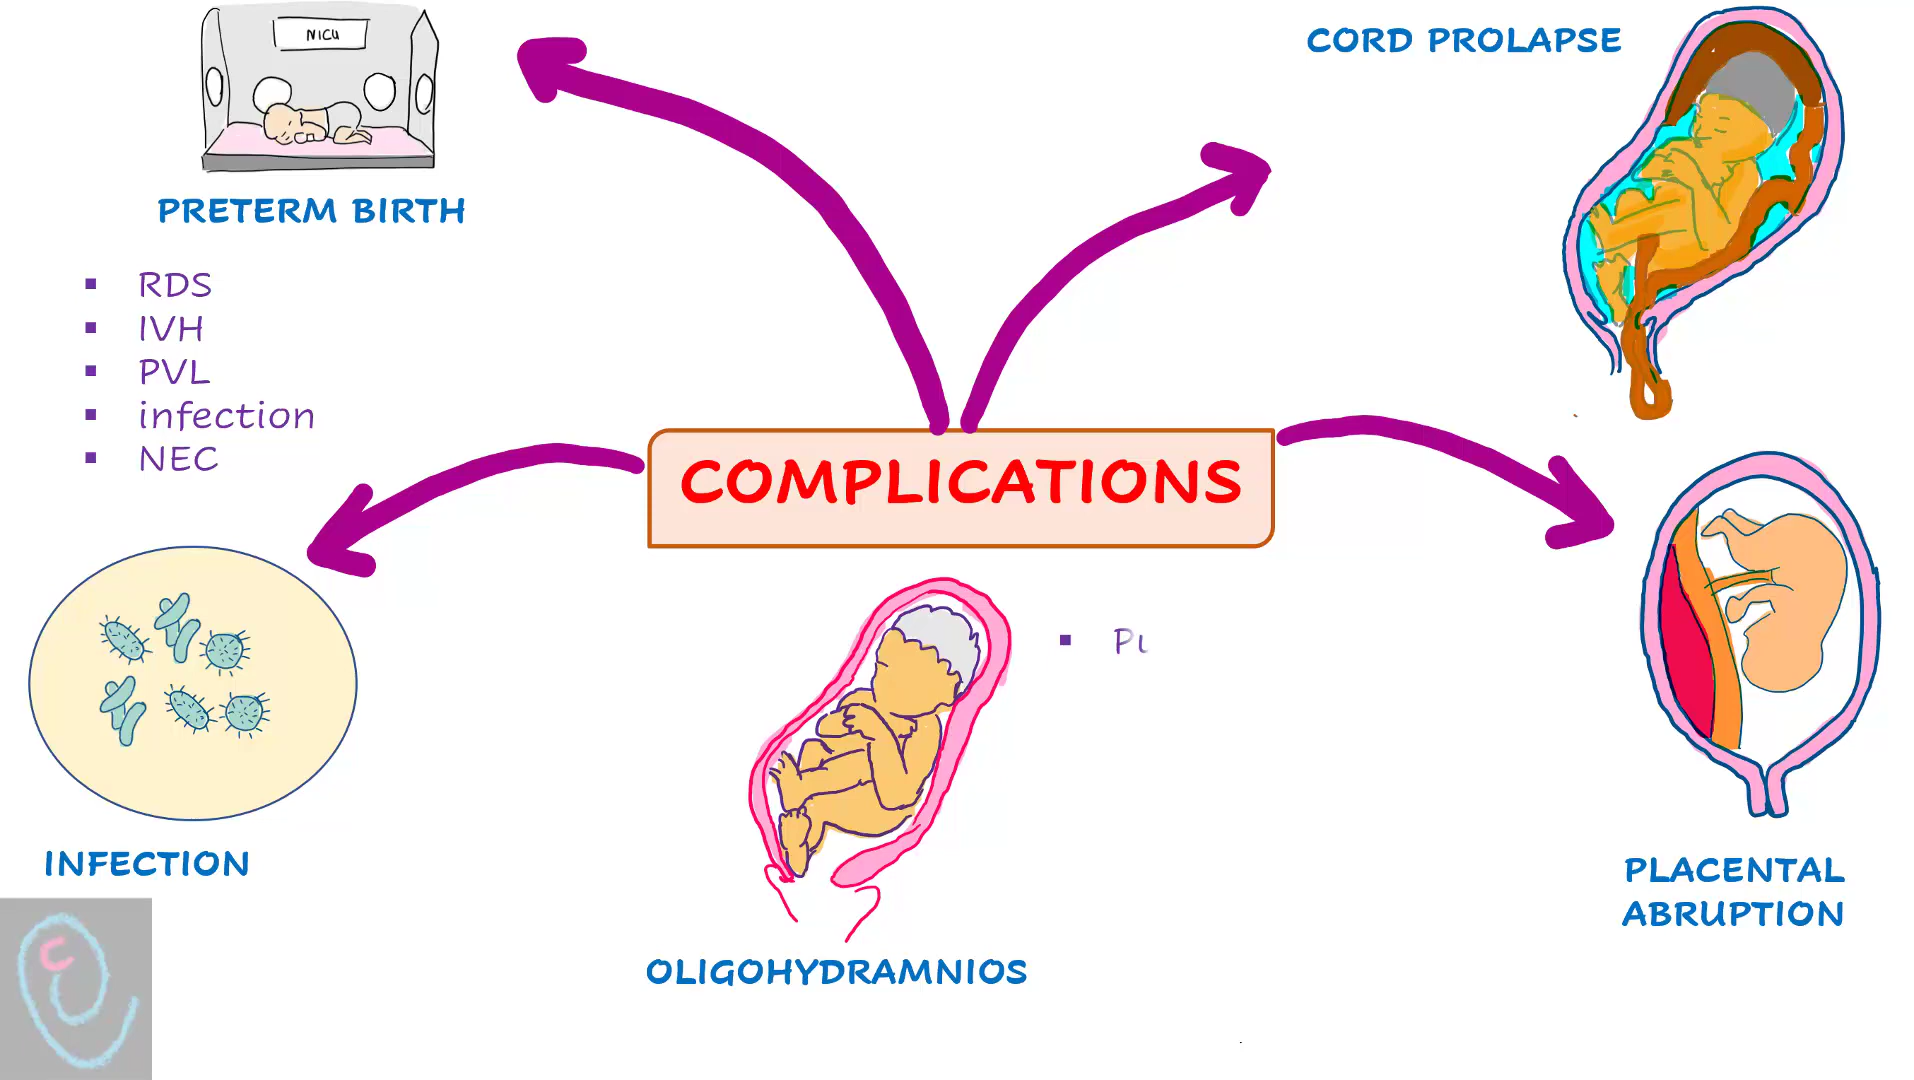 NICU
PRETERM BIRTH
▪ RDS
▪ IVH
▪ PVL
▪ infection
▪ NEC
CORD PROLAPSE
COMPLICATIONS
INFECTION
OLIGOHYDRAMNIOS
PLACENTAL
ABRUPTION